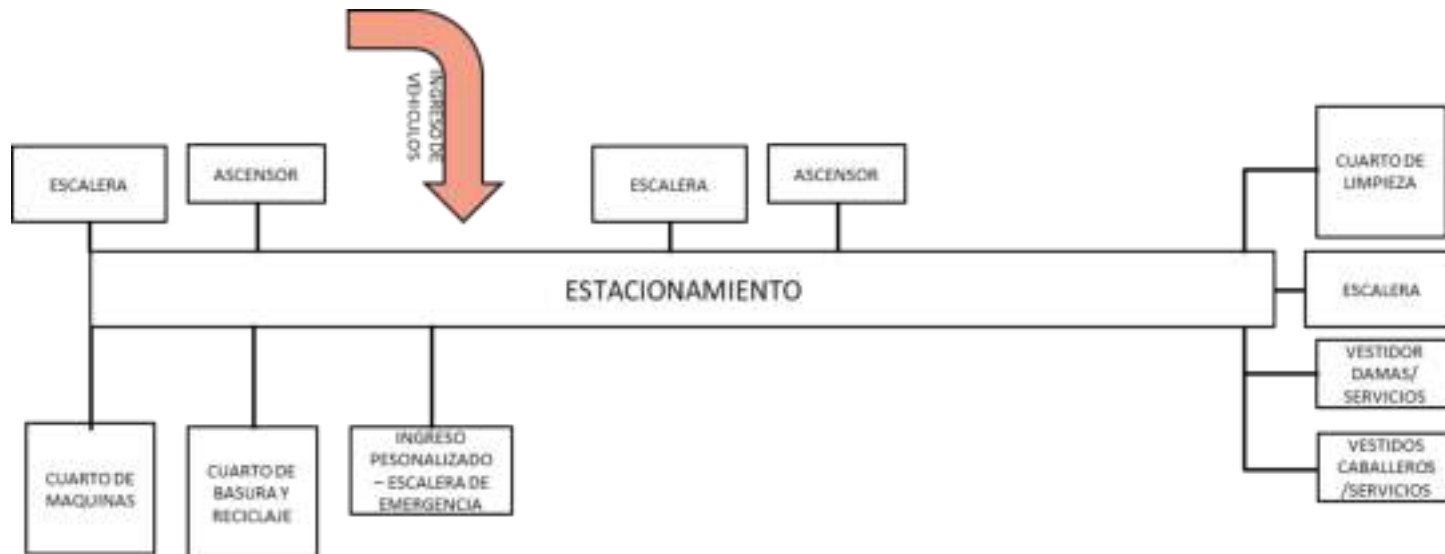 INGRESO DE
VEHICULOS
ESCALERA
ASCENSOR
ESCALERA
ASCENSOR
CUARTO DE
LIMPIEZA
ESTACIONAMIENTO
ESCALERA
VESTIDOR
DAMAS/
SERVICIOS
CUARTO DE
MAQUINAS
CUARTO DE
BASURA Y
RECICLAJE
INGRESO
PESONALIZADO
– ESCALERA DE
EMERGENCIA
VESTIDOS
CABALLEROS
/SERVICIOS